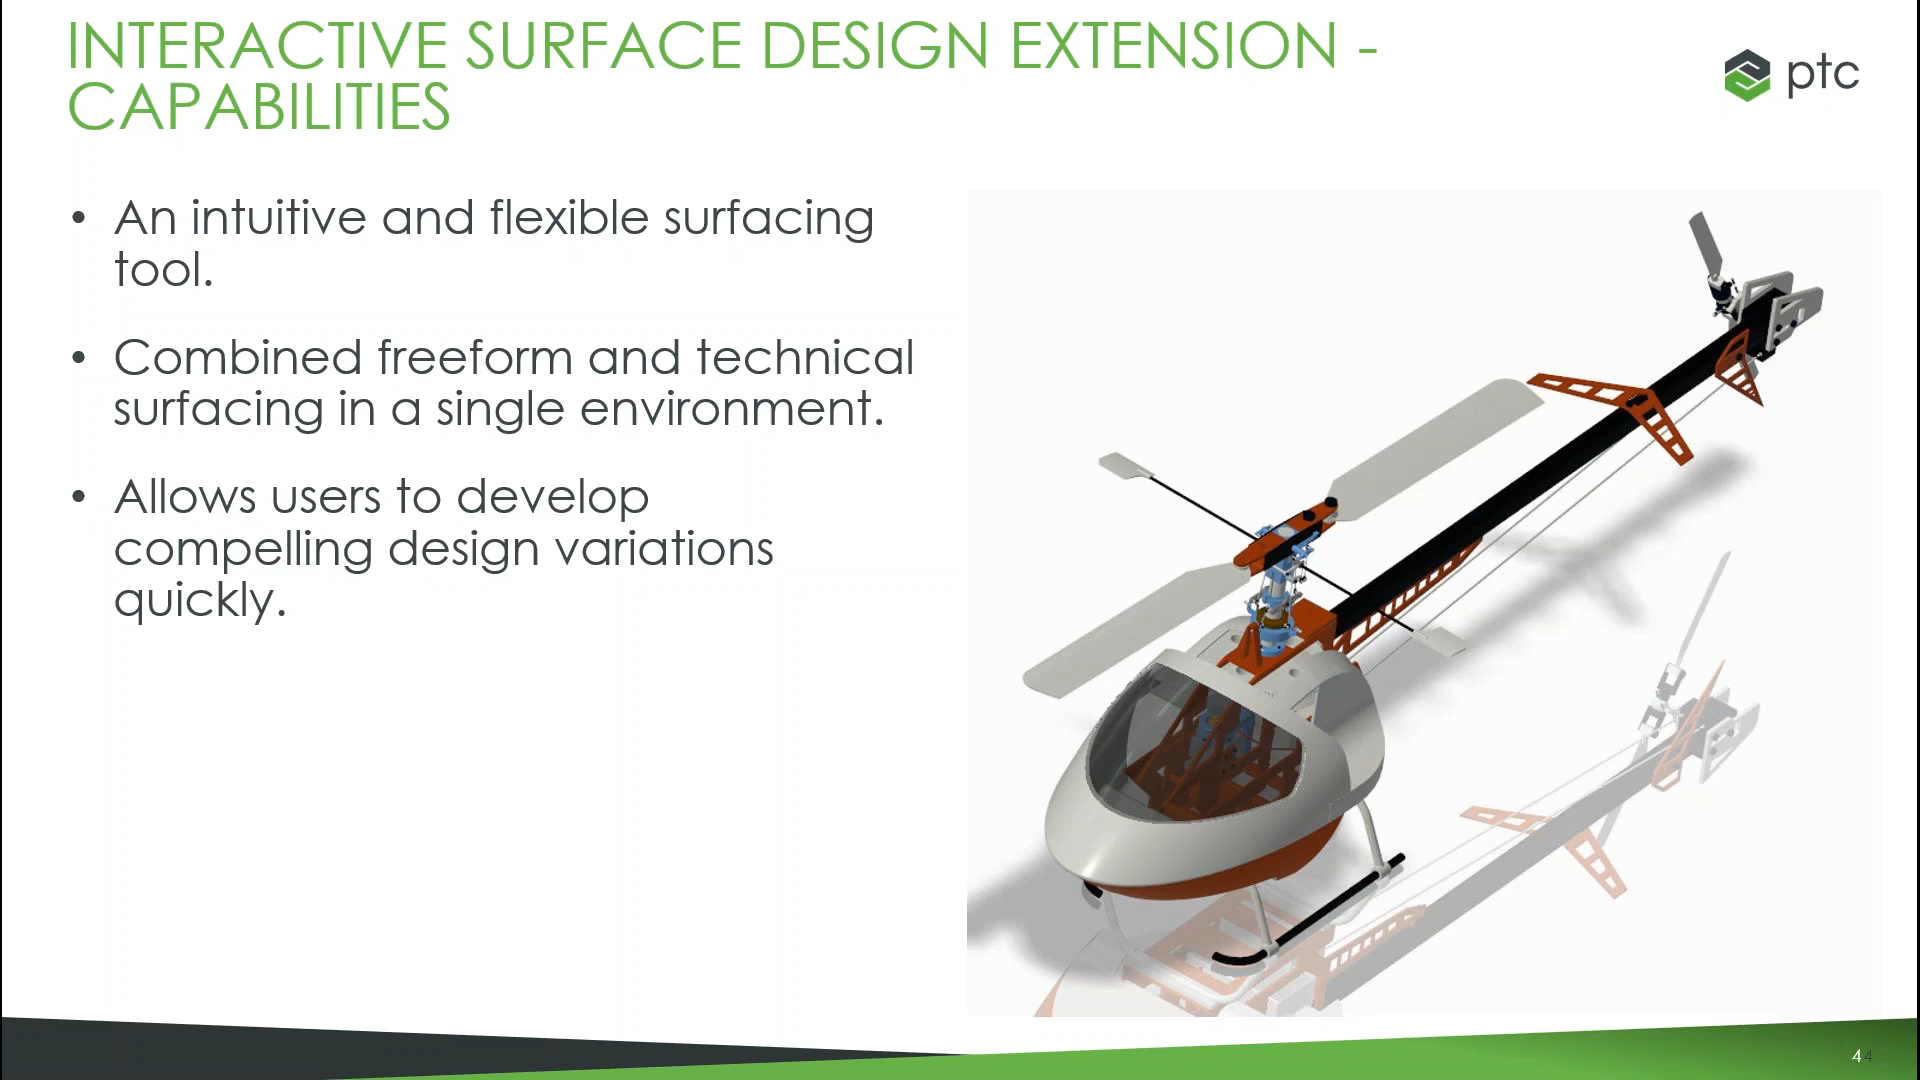 INTERACTIVE SURFACE DESIGN EXTENSION -
CAPABILITIES
ptc
• An intuitive and flexible surfacing
tool.
• Combined freeform and technical
surfacing in a single environment.
• Allows users to develop
compelling design variations
quickly.
44